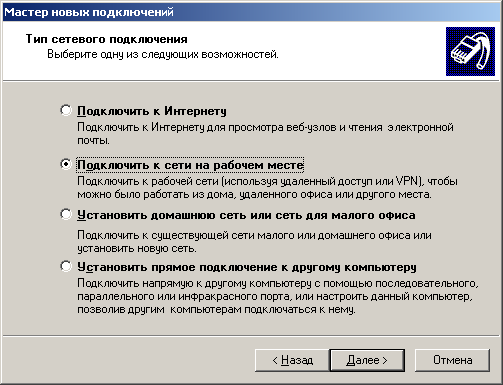 Мастер новых подключений
Тип сетевого подключения
Выберите одну из следующих возможностей.
Подключить к Интернету
Подключить к Интернету для просмотра веб-узлов и чтения электронной
почты.
Подключить к сети на рабочем месте
Подключить к рабочей сети (используя удаленный доступ или VPN), чтобы
можно было работать из дома, удаленного офиса или другого места.
Установить домашнюю сеть или сеть для малого офиса
Подключить к существующей сети малого или домашнего офиса или
установить новую сеть.
Установить прямое подключение к другому компьютеру
Подключить напрямую к другому компьютеру с помощью последовательного,
параллельного или инфракрасного порта, или настроить данный компьютер,
позволив другим компьютерам подключаться к нему.
< Назад Далее > Отмена